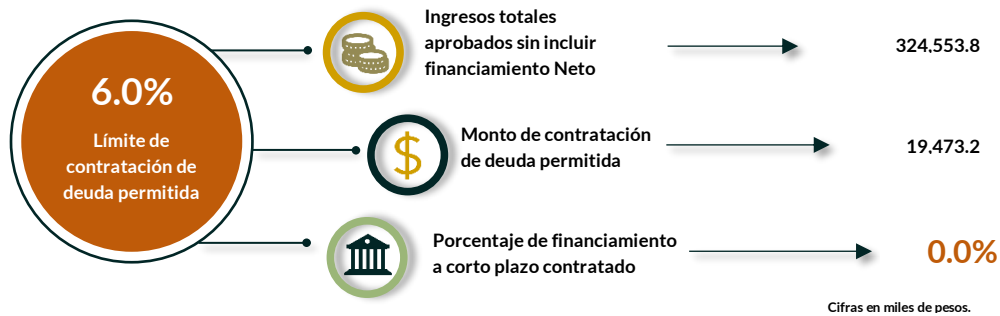 6.0%
Límite de
contratación de
deuda permitida
Ingresos totales
aprobados sin incluir
financiamiento Neto
324,553.8
$
Monto de contratación
de deuda permitida
19,473.2
Porcentaje de financiamiento
a corto plazo contratado
0.0%
Cifras en miles de pesos.